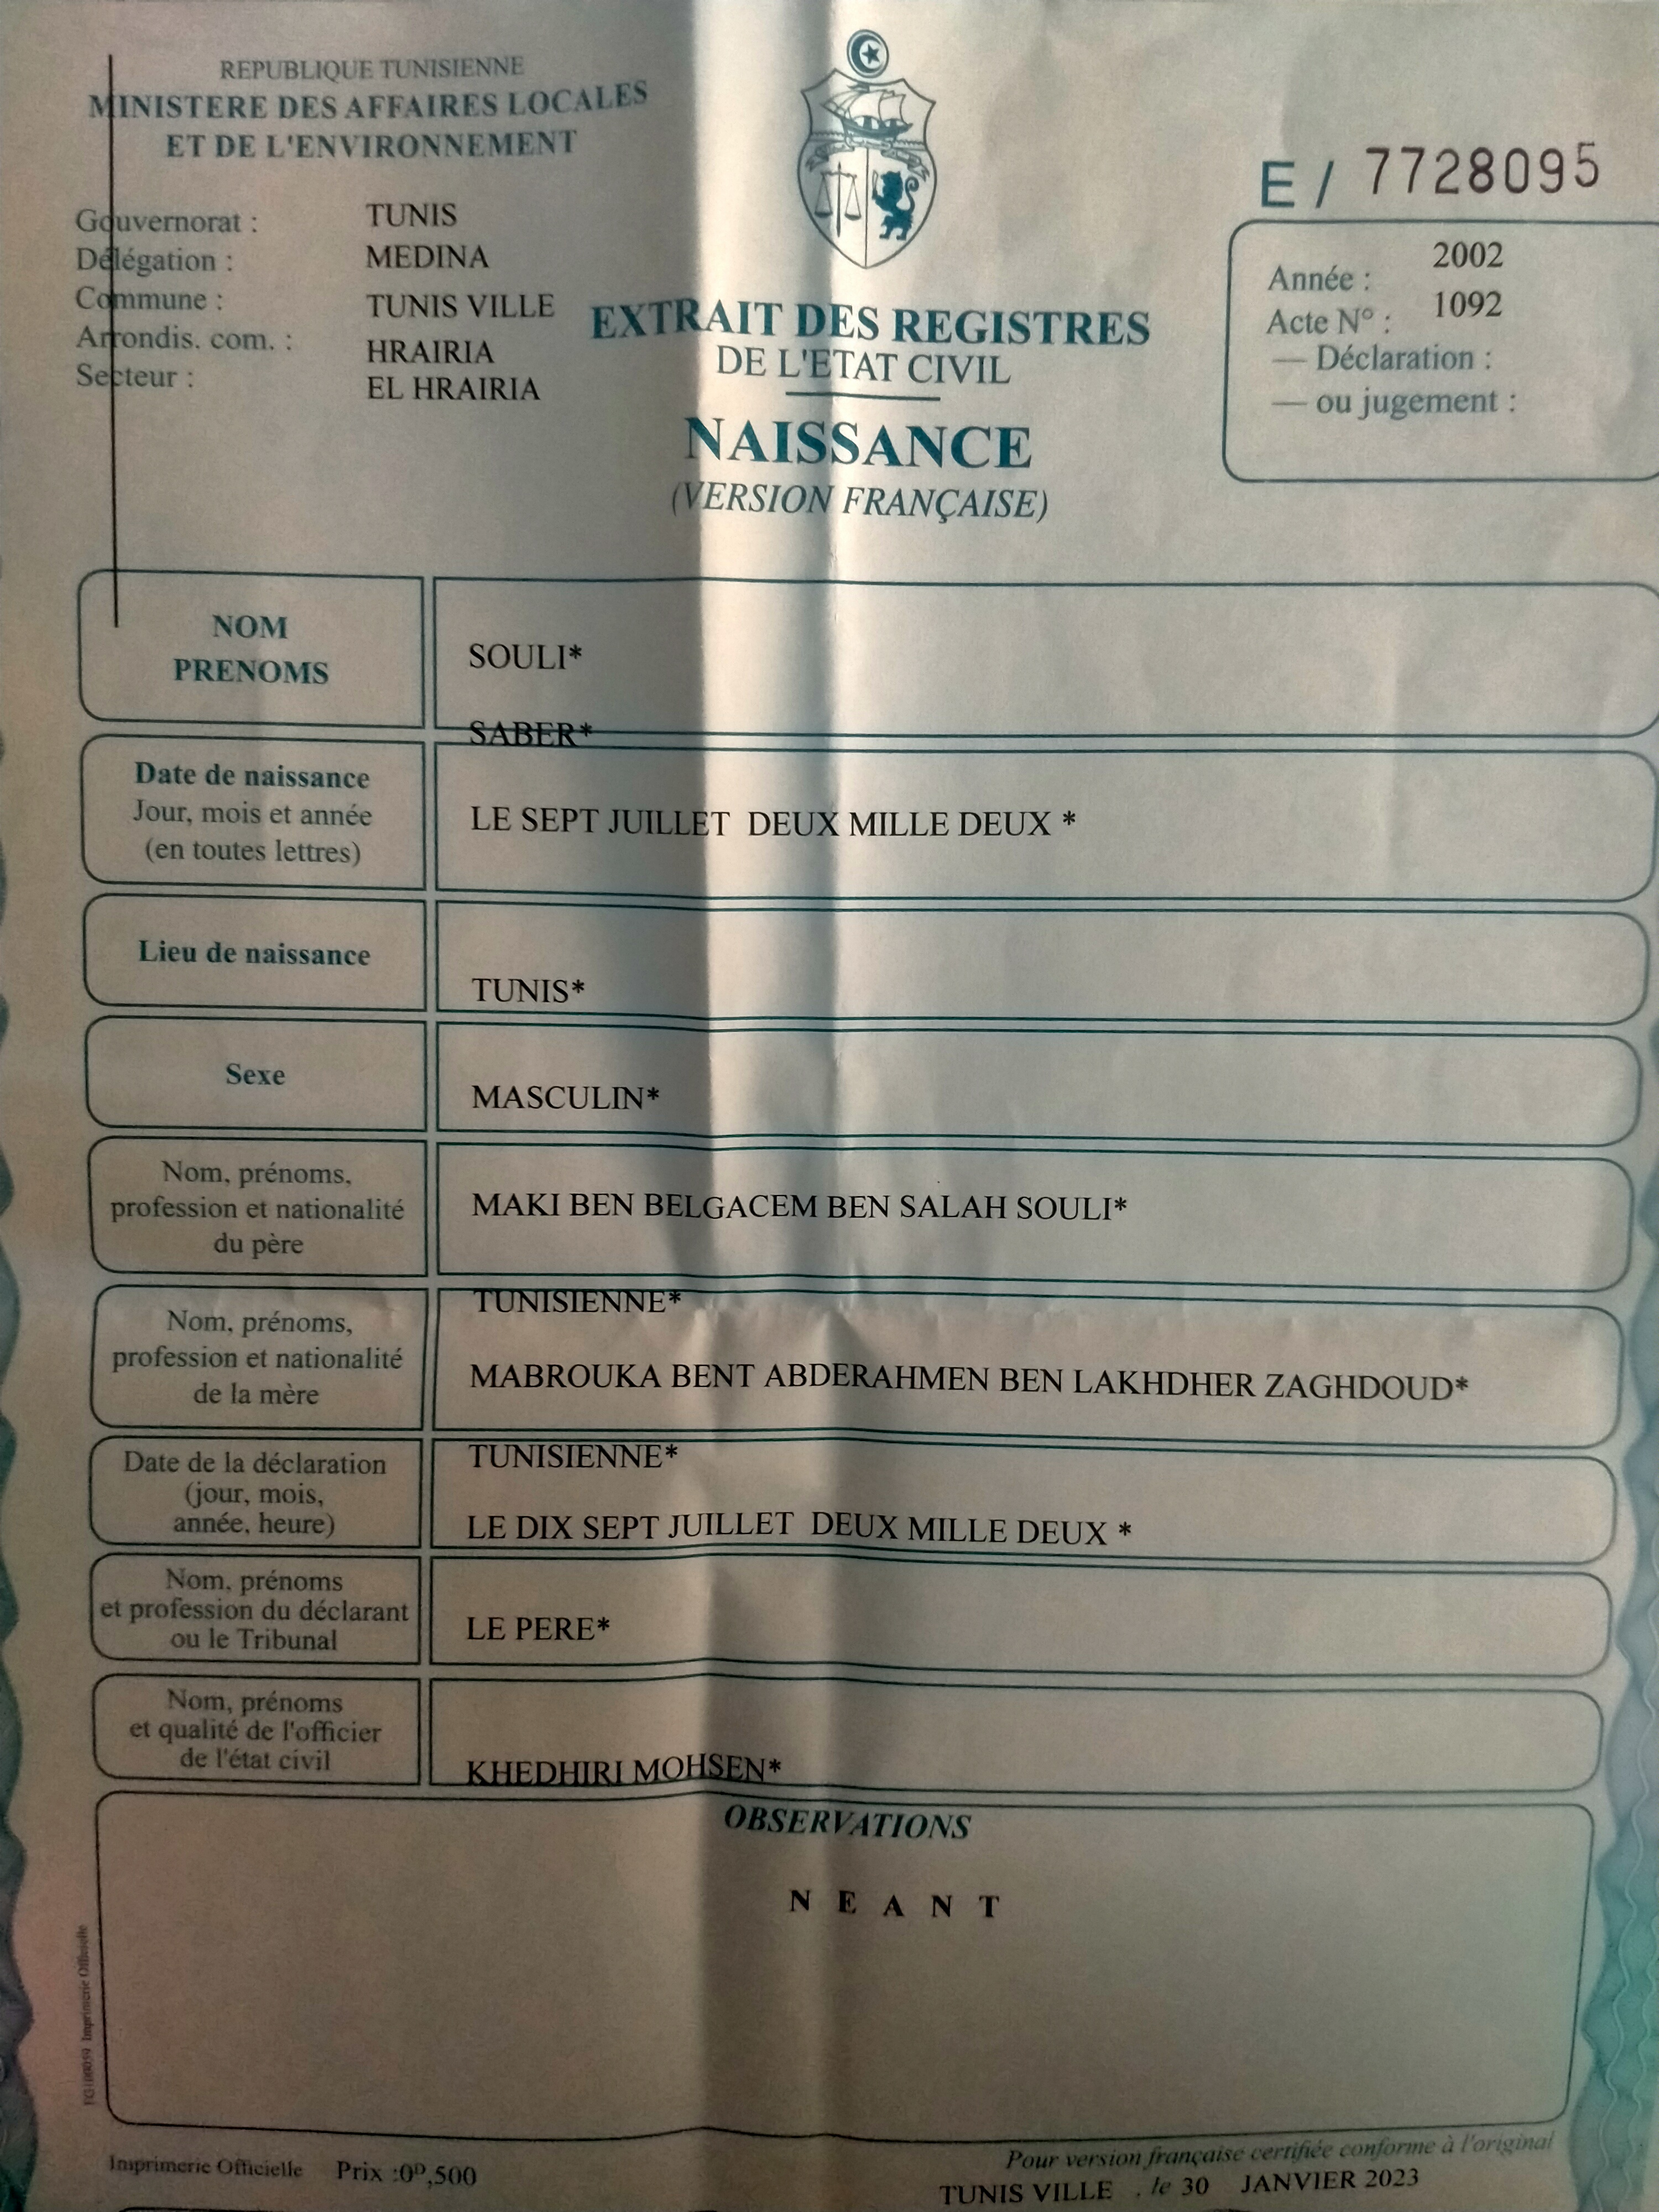 REPUBLIQUE TUNISIENNE
MINISTERE DES AFFAIRES LOCALES
ET DE L'ENVIRONNEMENT
Gouvernorat : TUNIS
Délégation : MEDINA
Commune : TUNIS VILLE
Arrondis. com. : HRAIRIA
Secteur : EL HRAIRIA
E / 7728095
Année : 2002
Acte N° : 1092
— Déclaration :
— ou jugement :
EXTRAIT DES REGISTRES
DE L'ETAT CIVIL
NAISSANCE
(VERSION FRANÇAISE)
NOM
PRENOMS
SOULI*
SABER*
Date de naissance
Jour, mois et année
(en toutes lettres)
LE SEPT JUILLET DEUX MILLE DEUX *
Lieu de naissance
TUNIS*
Sexe
MASCULIN*
Nom, prénoms,
profession et nationalité
du père
MAKI BEN BELGACEM BEN SALAH SOULI*
TUNISIENNE*
Nom, prénoms,
profession et nationalité
de la mère
MABROUKA BENT ABDERAHMEN BEN LAKHDHER ZAGHDOUD*
TUNISIENNE*
Date de la déclaration
(jour, mois,
année, heure)
LE DIX SEPT JUILLET DEUX MILLE DEUX *
Nom, prénoms
et profession du déclarant
ou le Tribunal
LE PERE*
Nom, prénoms
et qualité de l'officier
de l'état civil
KHEDHIRI MOHSEN*
OBSERVATIONS
N E A N T
Imprimerie Officielle
Imprimerie Officielle Prix :0ᴰ,500
Pour version française certifiée conforme à l'original
TUNIS VILLE , le 30 JANVIER 2023